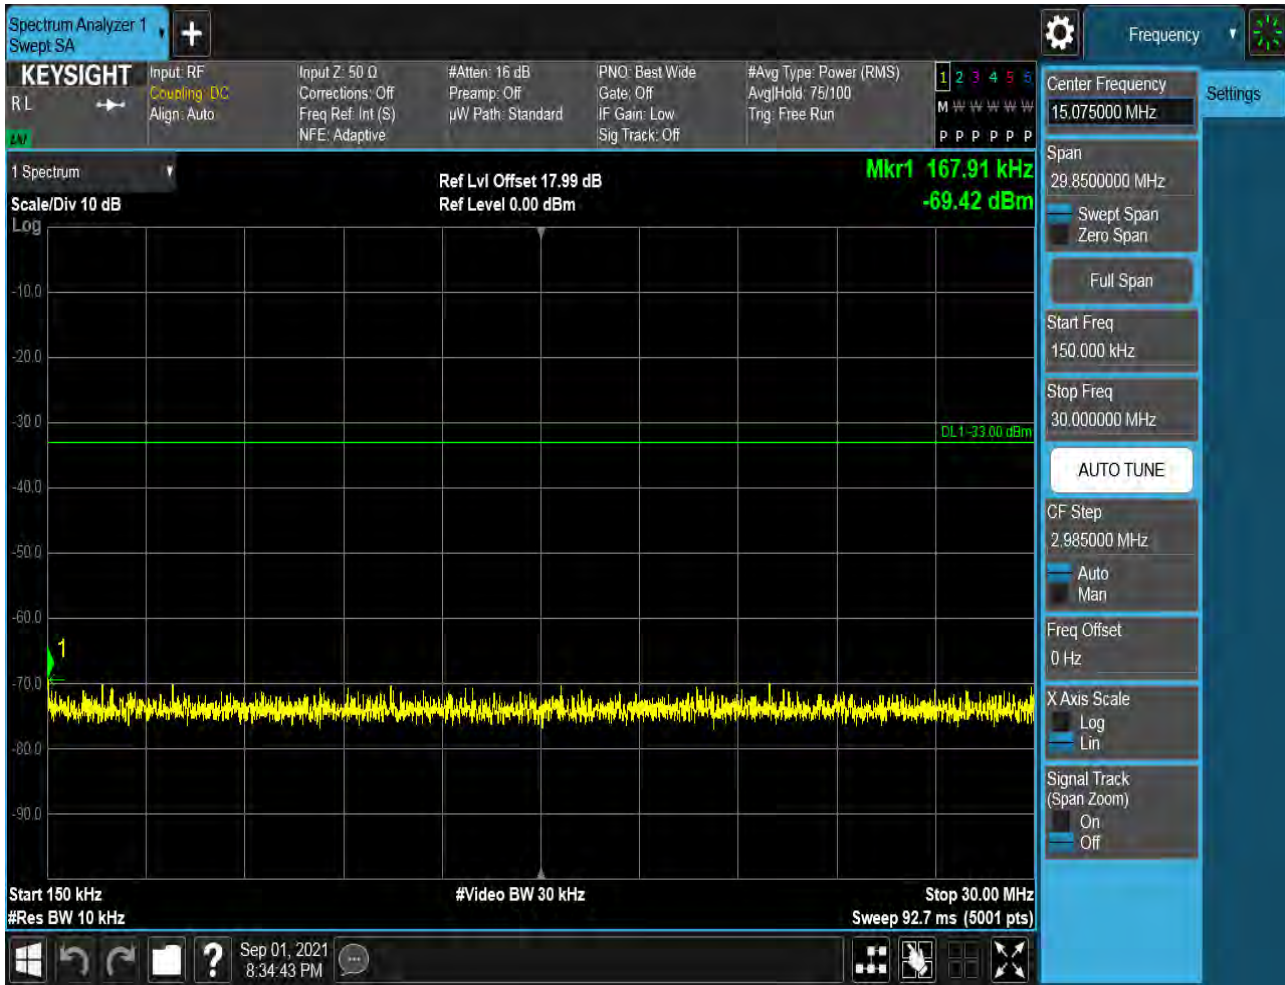 Spectrum Analyzer 1
Swept SA
Frequency
KEYSIGHT
R L
LNI
Input: RF
Coupling: DC
Align: Auto
Input Z: 50 Ω
Corrections: Off
Freq Ref: Int (S)
NFE: Adaptive
#Atten: 16 dB
Preamp: Off
µW Path: Standard
PNO: Best Wide
Gate: Off
IF Gain: Low
Sig Track: Off
#Avg Type: Power (RMS)
Avg|Hold: 75/100
Trig: Free Run
1 2 3 4 5 6
M W W W W W
P P P P P P
1 Spectrum
Scale/Div 10 dB
Log
Ref Lvl Offset 17.99 dB
Ref Level 0.00 dBm
Mkr1 167.91 kHz
-69.42 dBm
-10.0
-20.0
-30.0
DL1 -33.00 dBm
-40.0
-50.0
-60.0
1
-70.0
-80.0
-90.0
Start 150 kHz
#Video BW 30 kHz
Stop 30.00 MHz
#Res BW 10 kHz
Sweep 92.7 ms (5001 pts)
?
Sep 01, 2021
8:34:43 PM
Settings
Center Frequency
15.075000 MHz
Span
29.8500000 MHz
Swept Span
Zero Span
Full Span
Start Freq
150.000 kHz
Stop Freq
30.000000 MHz
AUTO TUNE
CF Step
2.985000 MHz
Auto
Man
Freq Offset
0 Hz
X Axis Scale
Log
Lin
Signal Track
(Span Zoom)
On
Off